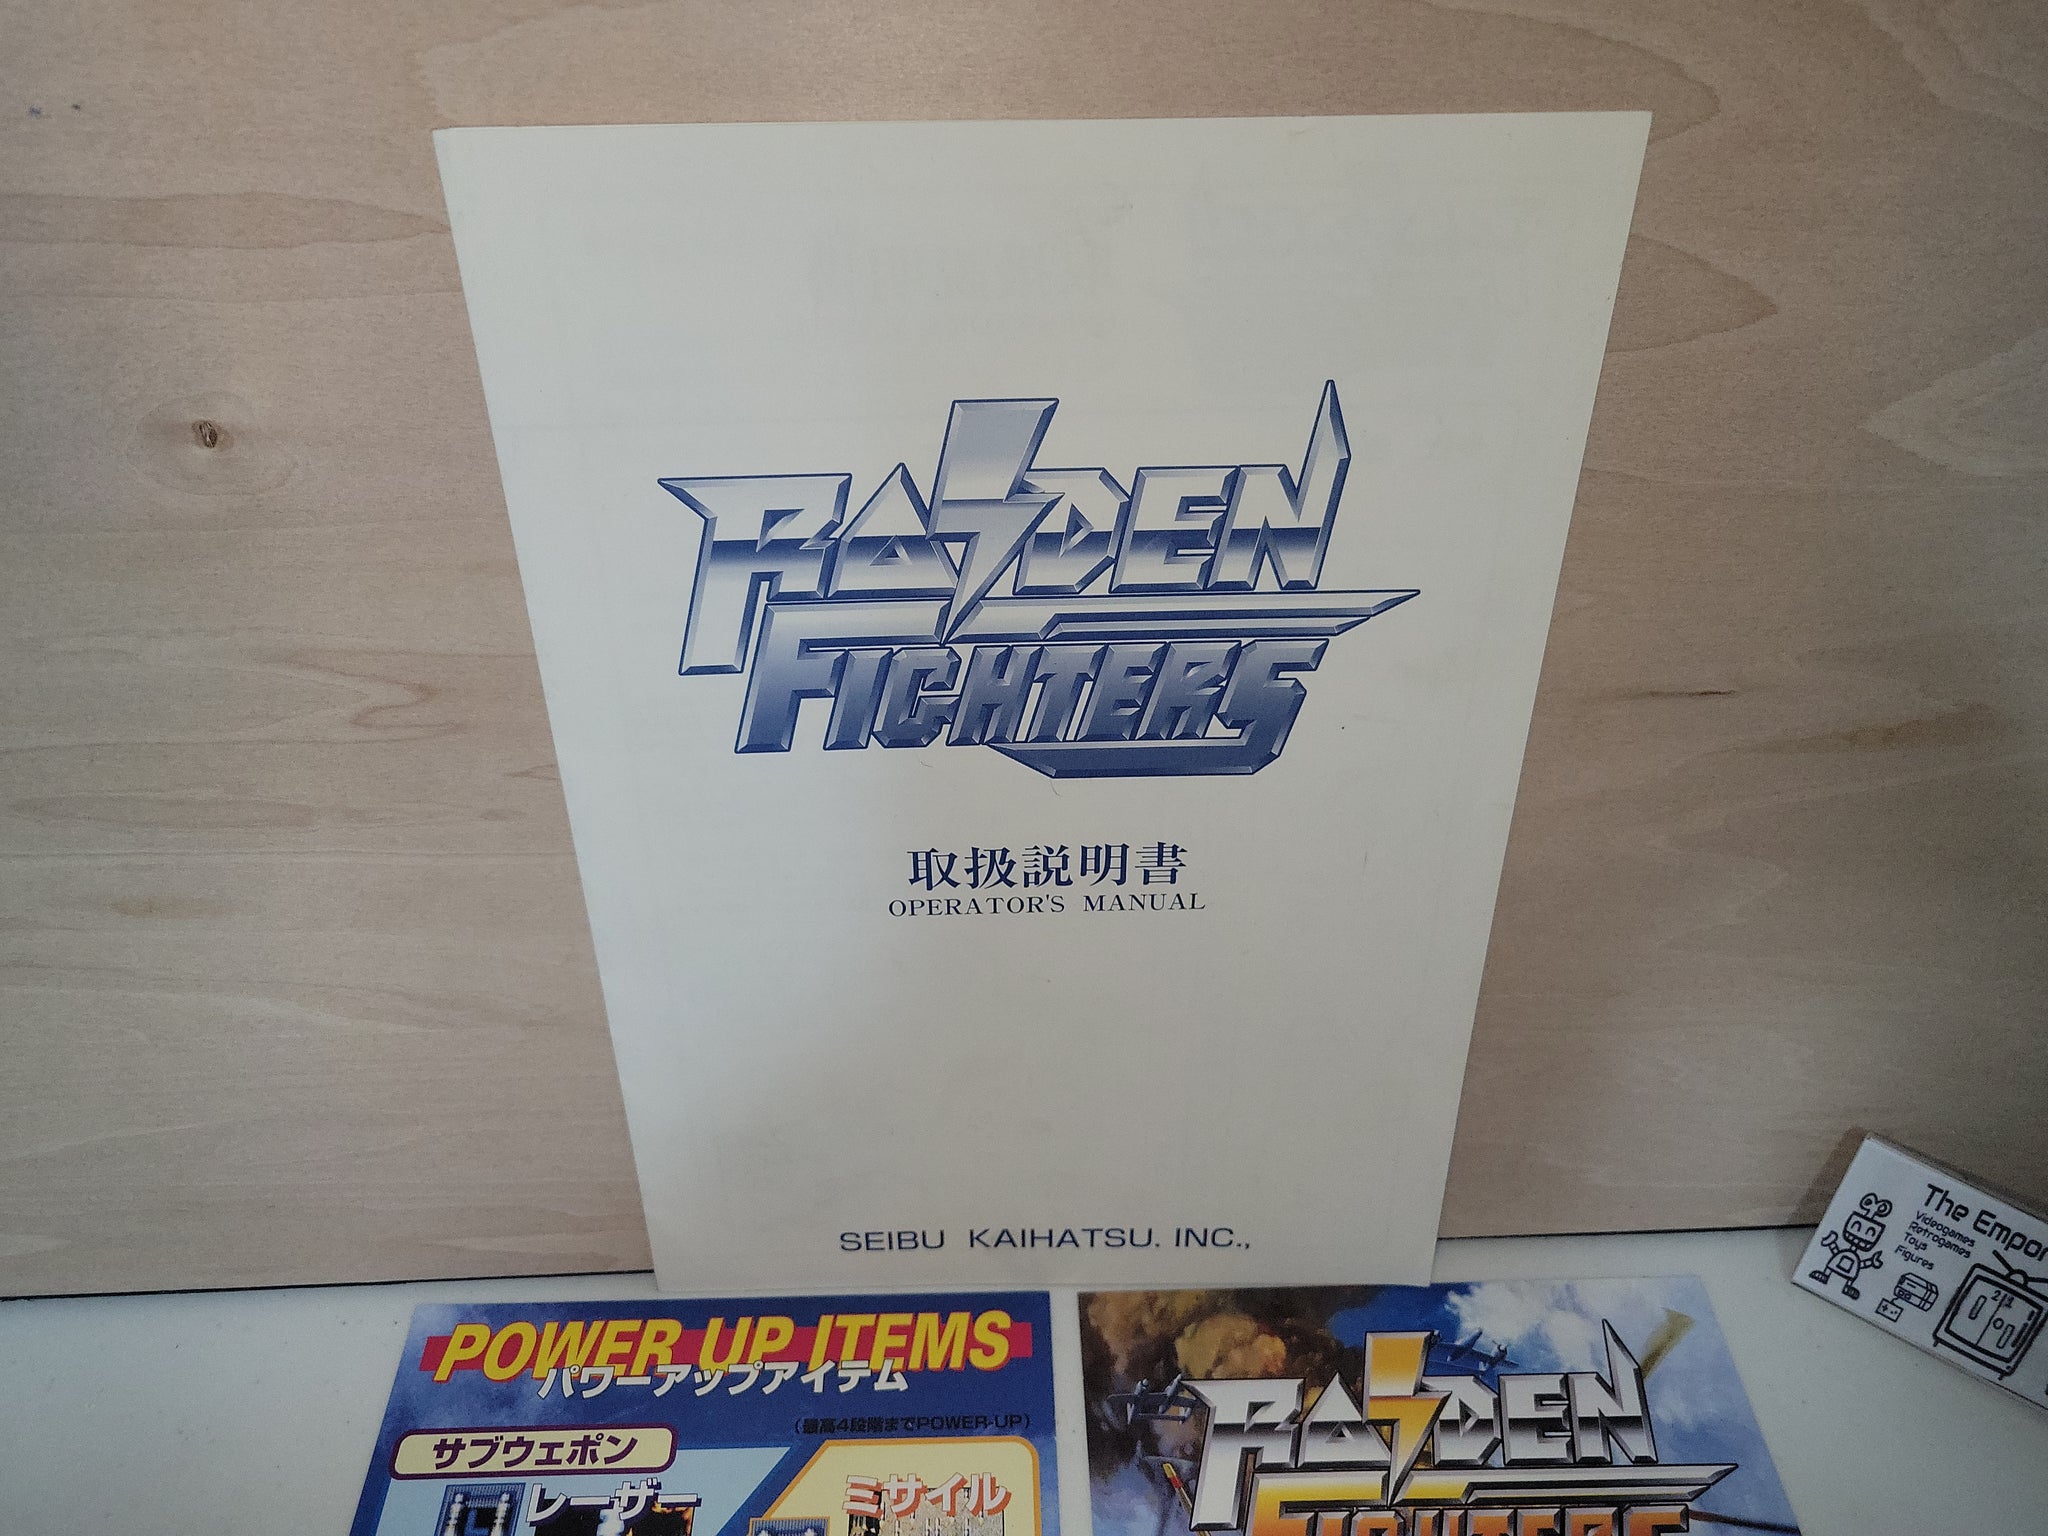 RAIDEN
FIGHTERS
取扱説明書
OPERATOR'S MANUAL
SEIBU KAIHATSU. INC.,
POWER UP ITEMS
パワーアップアイテム
(最高4段階までPOWER-UP)
サブウェポン
レーザー
ミサイル
RAIDEN
FIGHTERS
The Empor
Videogames
Retrogames
Toys
Figures